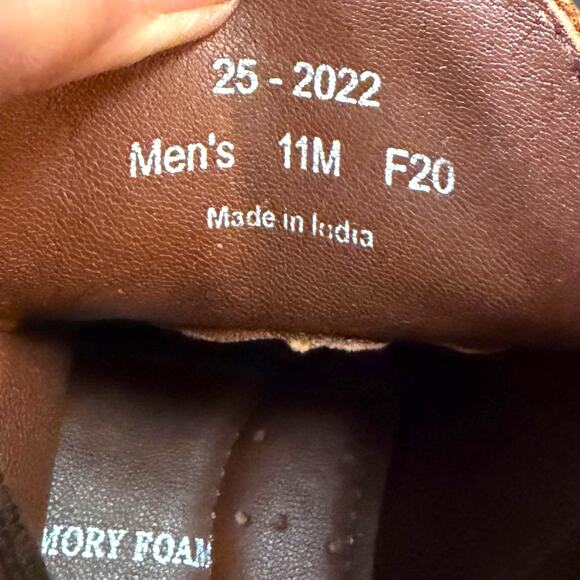 25 - 2022
Men's 11M F20
Made in India
MORY FOAM